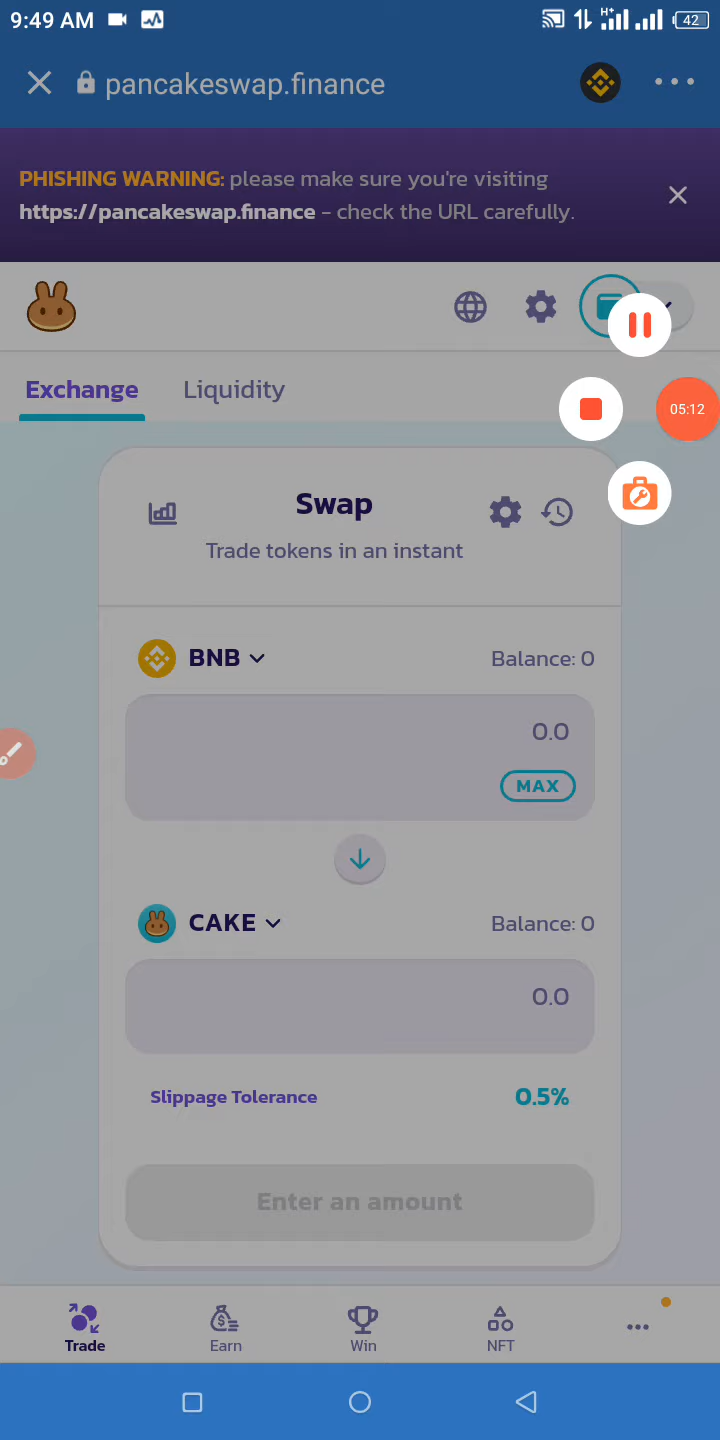 9:49 AM
H+
42
pancakeswap.finance
PHISHING WARNING: please make sure you're visiting
https://pancakeswap.finance - check the URL carefully.
Exchange
Liquidity
05:12
Swap
Trade tokens in an instant
BNB
Balance: 0
0.0
MAX
CAKE
Balance: 0
0.0
Slippage Tolerance
0.5%
Enter an amount
Trade
Earn
Win
NFT